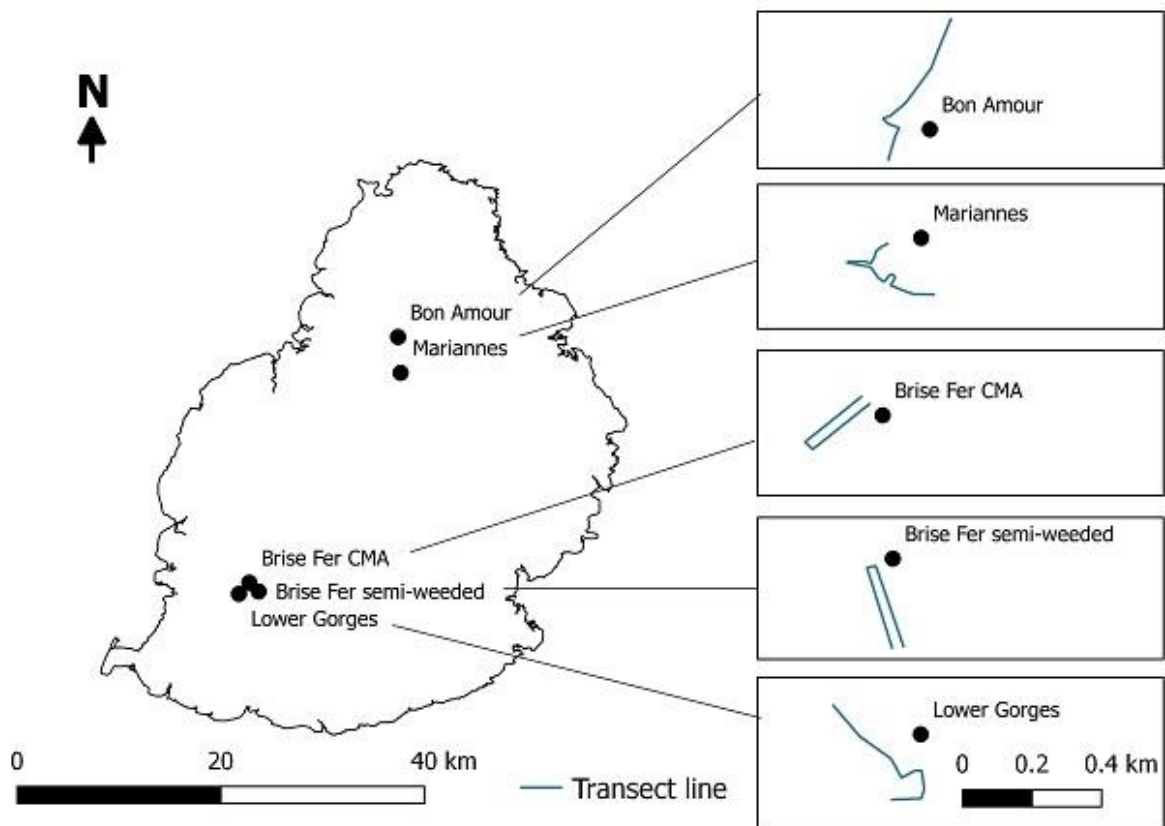 N
Bon Amour
Mariannes
Brise Fer CMA
Brise Fer semi-weeded
Lower Gorges
0 20 40 km
Transect line
Bon Amour
Mariannes
Brise Fer CMA
Brise Fer semi-weeded
Lower Gorges
0 0.2 0.4 km